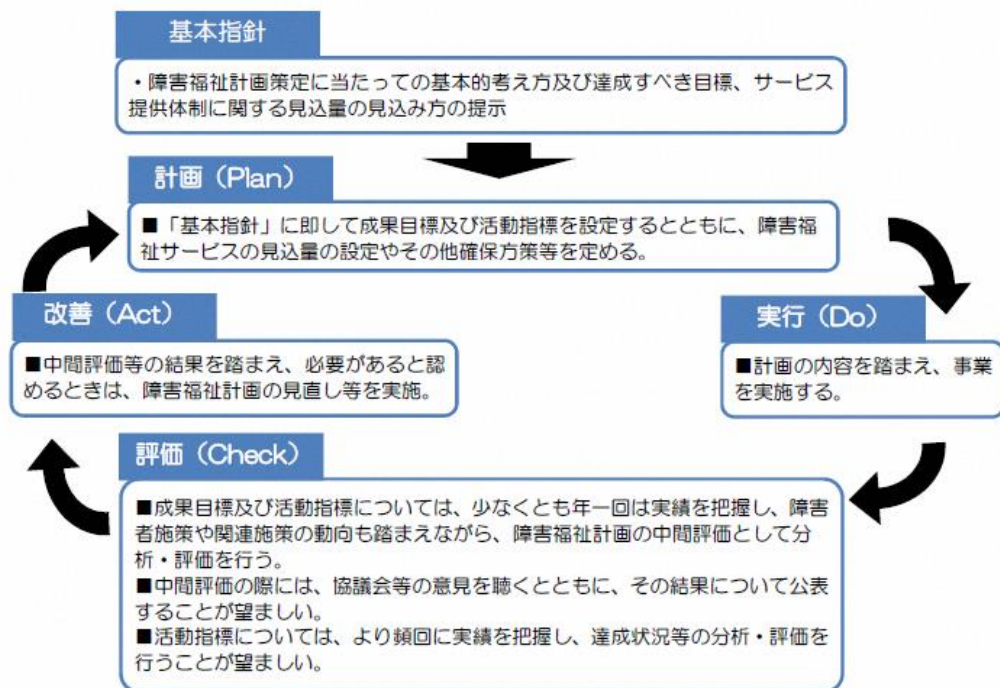 基本指針
・障害福祉計画策定に当たっての基本的考え方及び達成すべき目標、サービス
提供体制に関する見込量の見込み方の提示
計画（Plan）
■「基本指針」に即して成果目標及び活動指標を設定するとともに、障害福
祉サービスの見込量の設定やその他確保方策等を定める。
改善（Act）
■中間評価等の結果を踏まえ、必要があると認
めるときは、障害福祉計画の見直し等を実施。
実行（Do）
■計画の内容を踏まえ、事業
を実施する。
評価（Check）
■成果目標及び活動指標については、少なくとも年一回は実績を把握し、障害
者施策や関連施策の動向も踏まえながら、障害福祉計画の中間評価として分
析・評価を行う。
■中間評価の際には、協議会等の意見を聴くとともに、その結果について公表
することが望ましい。
■活動指標については、より頻回に実績を把握し、達成状況等の分析・評価を
行うことが望ましい。